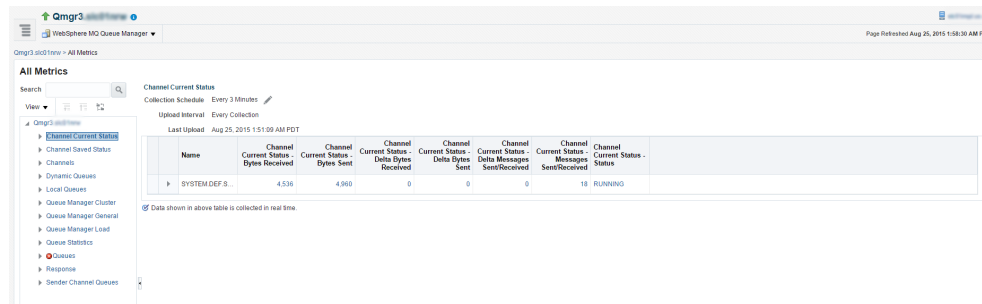 Qmgr3
WebSphere MQ Queue Manager
Page Refreshed Aug 25, 2015 1:58:30 AM
Qmgr3.slc01nrw > All Metrics
All Metrics
Search
View
Qmgr3
Channel Current Status
Channel Saved Status
Channels
Dynamic Queues
Local Queues
Queue Manager Cluster
Queue Manager General
Queue Manager Load
Queue Statistics
Queues
Response
Sender Channel Queues
Channel Current Status
Collection Schedule Every 3 Minutes
Upload Interval Every Collection
Last Upload Aug 25, 2015 1:51:09 AM PDT
Name
Channel Current Status - Bytes Received
Channel Current Status - Bytes Sent
Channel Current Status - Delta Bytes Received
Channel Current Status - Delta Bytes Sent
Channel Current Status - Delta Messages Sent/Received
Channel Current Status - Messages Sent/Received
Channel Current Status - Status
SYSTEM.DEF.S... 4,536 4,960 0 0 0 18 RUNNING
Data shown in above table is collected in real time.